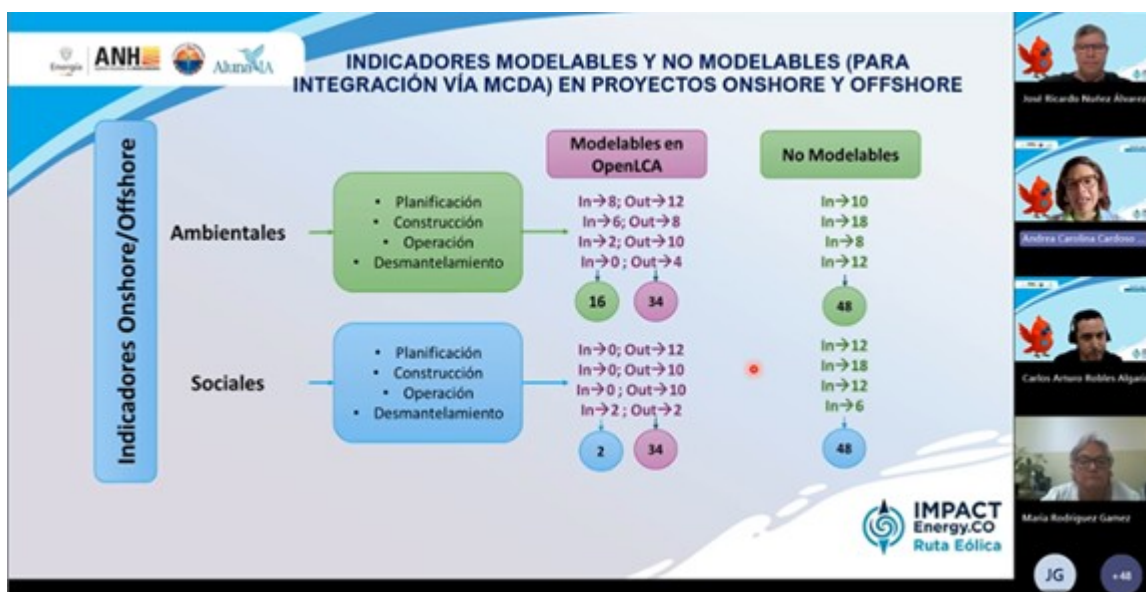 Energía
ANH
AlunaIA
INDICADORES MODELABLES Y NO MODELABLES (PARA
INTEGRACIÓN VÍA MCDA) EN PROYECTOS ONSHORE Y OFFSHORE
Indicadores Onshore/Offshore
Modelables en
OpenLCA
No Modelables
Ambientales
• Planificación
• Construcción
• Operación
• Desmantelamiento
In→8; Out→12
In→6; Out→8
In→2; Out→10
In→0 ; Out→4
16
34
In→10
In→18
In→8
In→12
48
Sociales
• Planificación
• Construcción
• Operación
• Desmantelamiento
In→0; Out→12
In→0; Out→10
In→0 ; Out→10
In→2 ; Out→2
2
34
In→12
In→18
In→12
In→6
48
IMPACT
Energy.CO
Ruta Eólica
José Ricardo Nuñez Álvarez
Andrea Carolina Cardoso
Carlos Arturo Robles Algarín
María Rodríguez Gamez
JG
+48